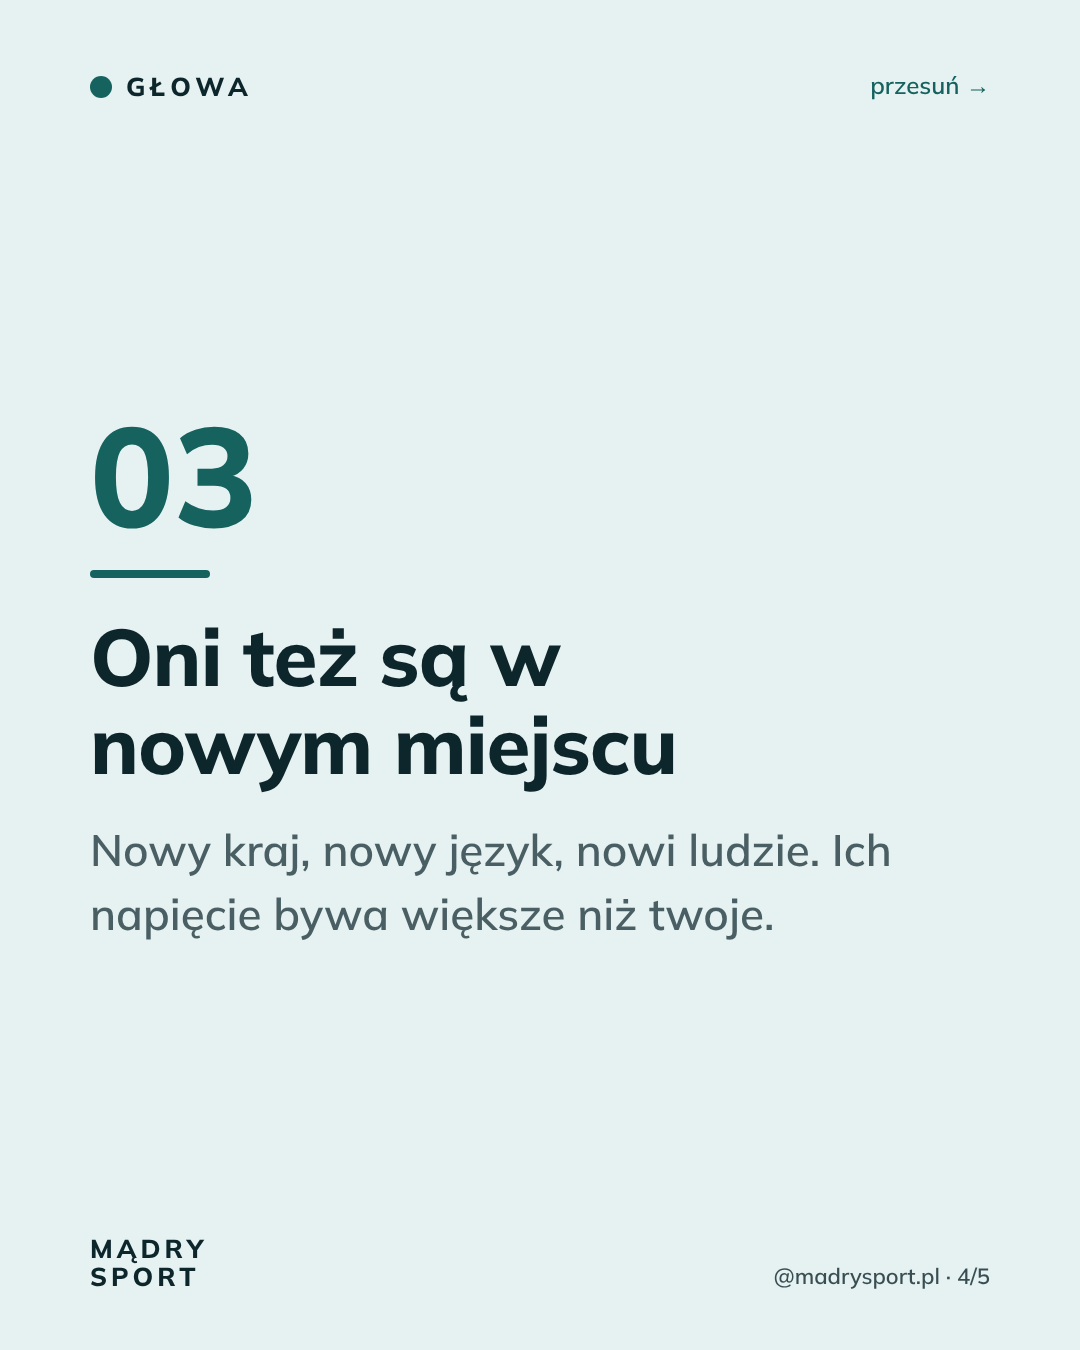 GŁOWA
przesuń →
03
Oni też są w
nowym miejscu
Nowy kraj, nowy język, nowi ludzie. Ich
napięcie bywa większe niż twoje.
MĄDRY
SPORT
@madrysport.pl · 4/5